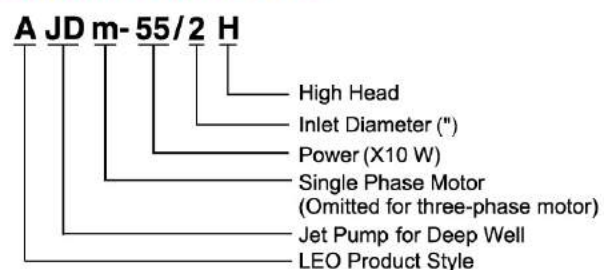 A JD m- 55/2 H
High Head
Inlet Diameter (")
Power (X10 W)
Single Phase Motor
(Omitted for three-phase motor)
Jet Pump for Deep Well
LEO Product Style